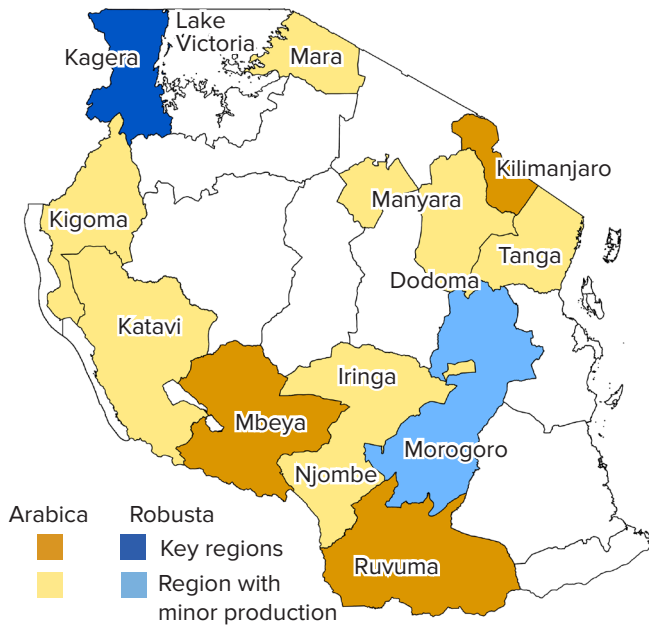 Lake
Victoria
Kagera
Mara
Kilimanjaro
Manyara
Kigoma
Tanga
Dodoma
Katavi
Iringa
Mbeya
Morogoro
Njombe
Ruvuma
Arabica Robusta
Key regions
Region with
minor production